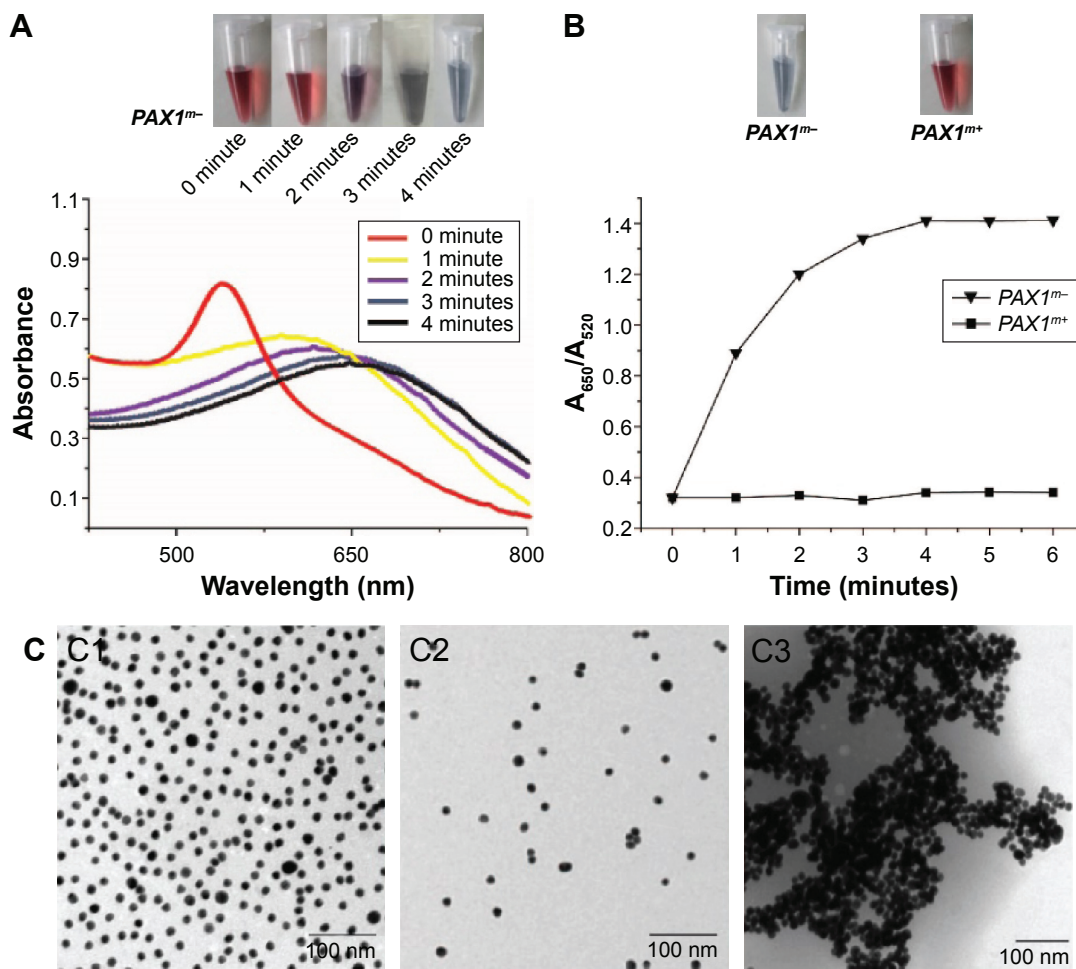 A
PAX1m–
0 minute
1 minute
2 minutes
3 minutes
4 minutes
Absorbance
1.1
0.9
0.7
0.5
0.3
0.1
0 minute
1 minute
2 minutes
3 minutes
4 minutes
500
650
800
Wavelength (nm)
B
PAX1m–
PAX1m+
A650/A520
1.4
1.2
1.0
0.8
0.6
0.4
0.2
PAX1m–
PAX1m+
0
1
2
3
4
5
6
Time (minutes)
C
C1
100 nm
C2
100 nm
C3
100 nm